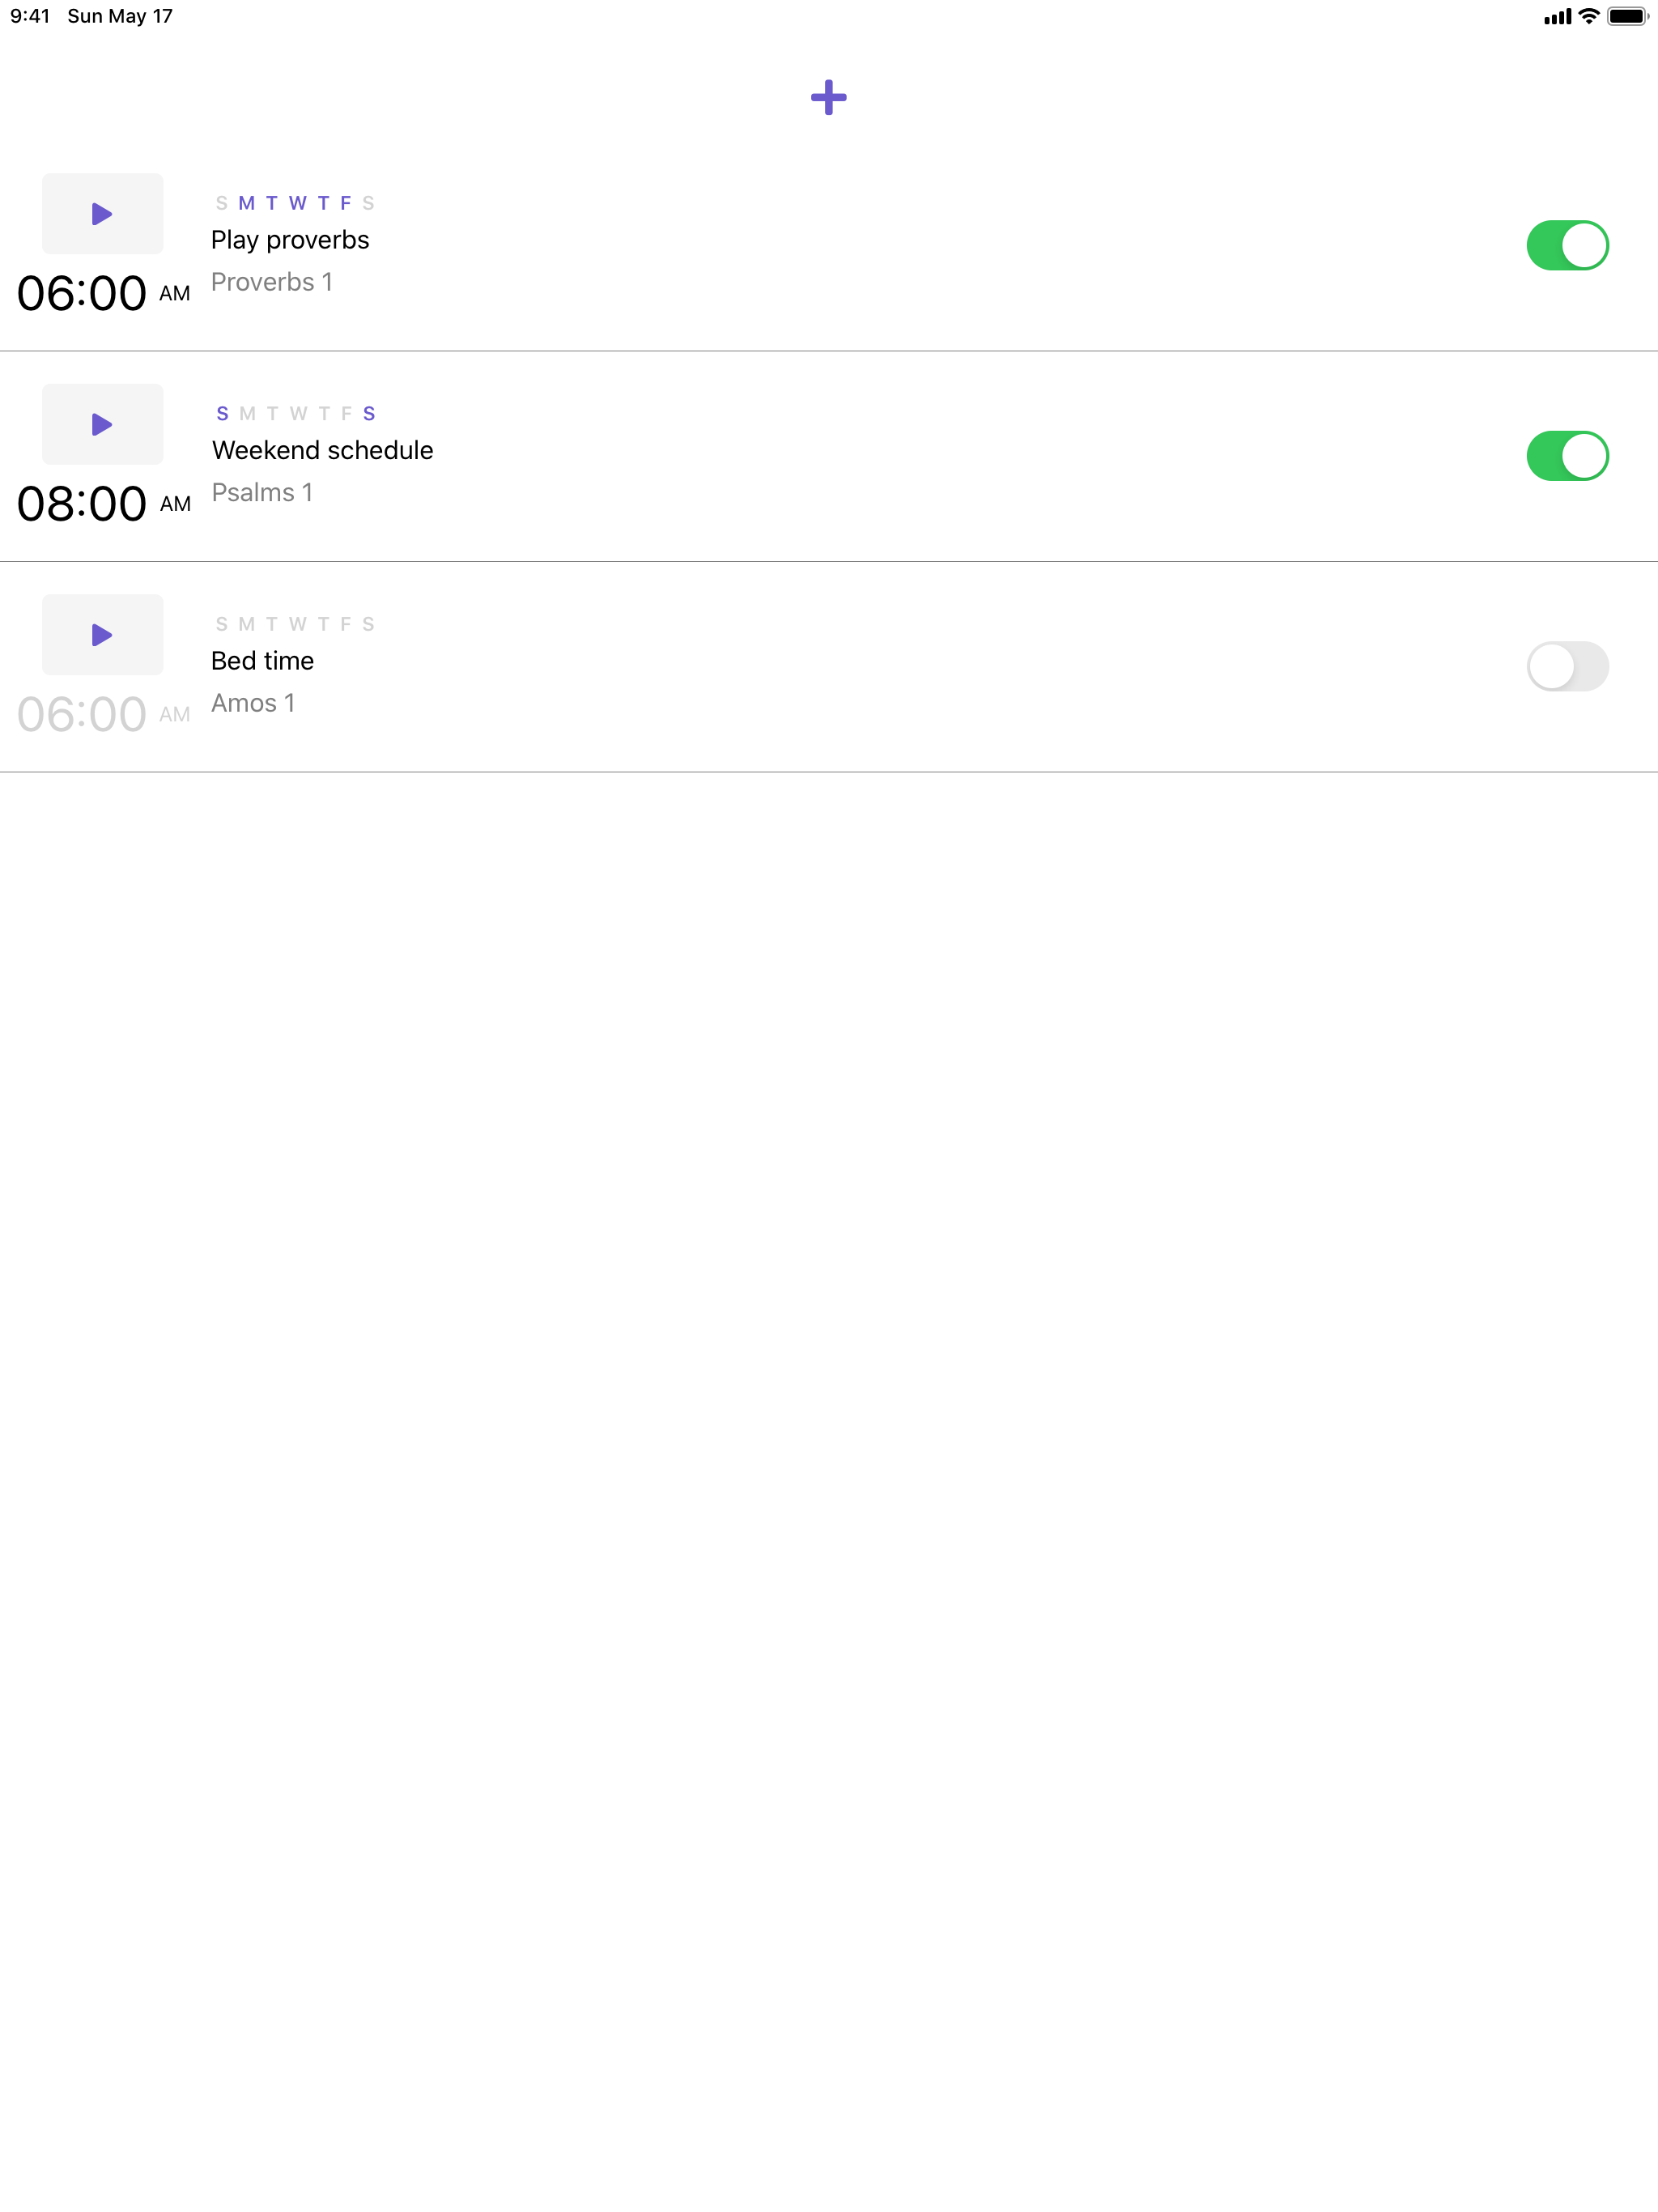 9:41 Sun May 17
S M T W T F S
Play proverbs
Proverbs 1
06:00 AM
S M T W T F S
Weekend schedule
Psalms 1
08:00 AM
S M T W T F S
Bed time
Amos 1
06:00 AM